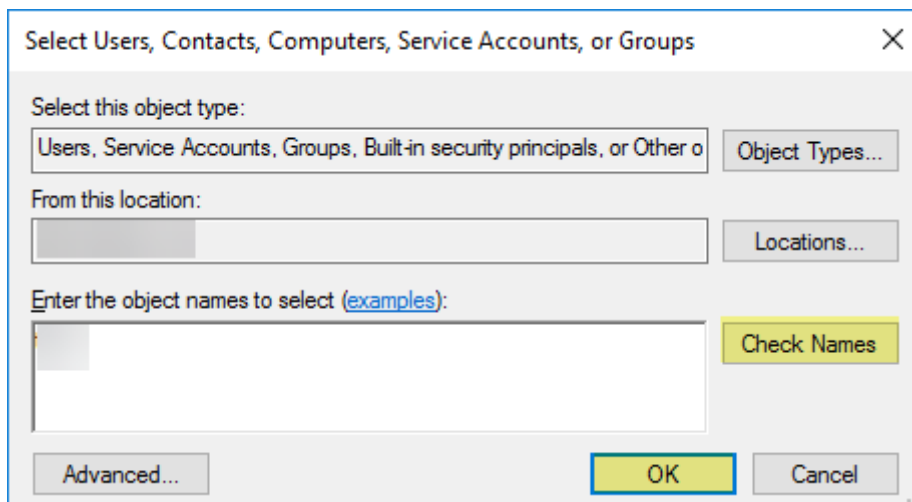 Select Users, Contacts, Computers, Service Accounts, or Groups
Select this object type:
Users, Service Accounts, Groups, Built-in security principals, or Other o
Object Types...
From this location:
Locations...
Enter the object names to select (examples):
Check Names
Advanced...
OK
Cancel